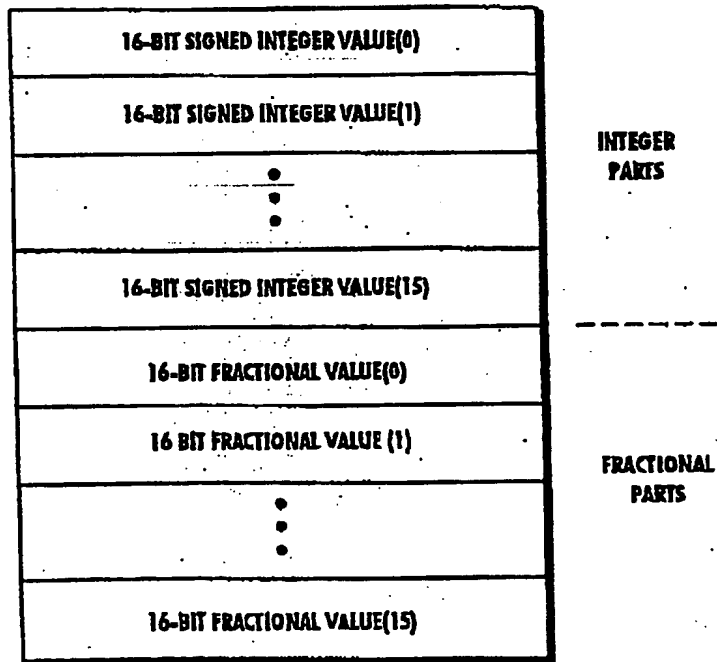 16-BIT SIGNED INTEGER VALUE(0)
16-BIT SIGNED INTEGER VALUE(1)
16-BIT SIGNED INTEGER VALUE(15)
16-BIT FRACTIONAL VALUE(0)
16 BIT FRACTIONAL VALUE (1)
16-BIT FRACTIONAL VALUE(15)
INTEGER
PARTS
FRACTIONAL
PARTS